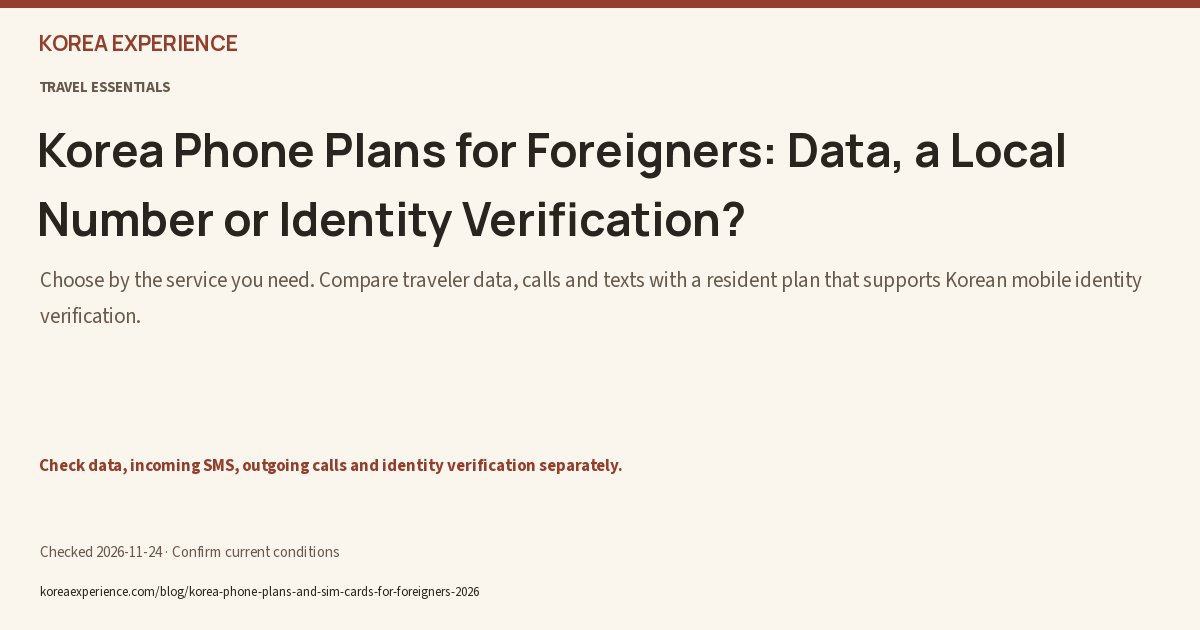 KOREA EXPERIENCE
TRAVEL ESSENTIALS
Korea Phone Plans for Foreigners: Data, a Local
Number or Identity Verification?
Choose by the service you need. Compare traveler data, calls and texts with a resident plan that supports Korean mobile identity
verification.
Check data, incoming SMS, outgoing calls and identity verification separately.
Checked 2026-11-24 · Confirm current conditions
koreaexperience.com/blog/korea-phone-plans-and-sim-cards-for-foreigners-2026